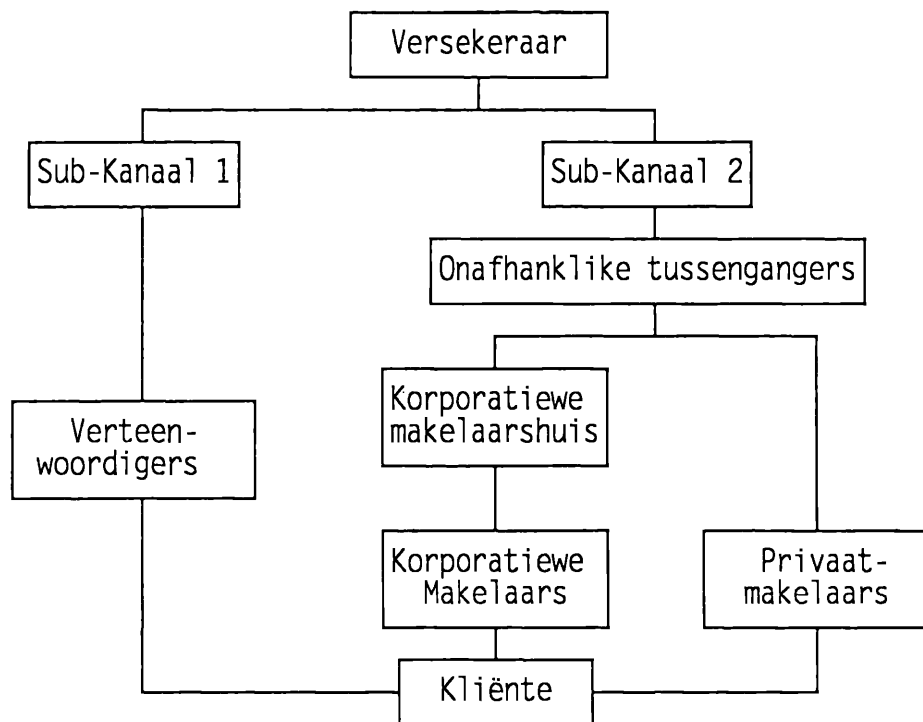 Versekeraar
Sub-Kanaal 1
Sub-Kanaal 2
Onafhanklike tussengangers
Korporatiewe
makelaarshuis
Verteen-
woordigers
Korporatiewe
Makelaars
Privaat-
makelaars
Kliënte